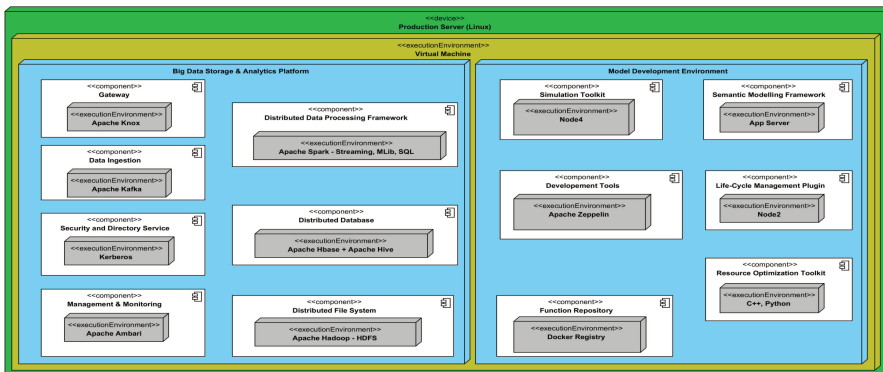 <<device>>
Production Server (Linux)
<<executionEnvironment>>
Virtual Machine
Big Data Storage & Analytics Platform
<<component>>
Gateway
<<executionEnvironment>>
Apache Knox
<<component>>
Data Ingestion
<<executionEnvironment>>
Apache Kafka
<<component>>
Security and Directory Service
<<executionEnvironment>>
Kerberos
<<component>>
Management & Monitoring
<<executionEnvironment>>
Apache Ambari
<<component>>
Distributed Data Processing Framework
<<executionEnvironment>>
Apache Spark - Streaming, MLib, SQL
<<component>>
Distributed Database
<<executionEnvironment>>
Apache Hbase + Apache Hive
<<component>>
Distributed File System
<<executionEnvironment>>
Apache Hadoop - HDFS
Model Development Environment
<<component>>
Simulation Toolkit
<<executionEnvironment>>
Node4
<<component>>
Developement Tools
<<executionEnvironment>>
Apache Zeppelin
<<component>>
Function Repository
<<executionEnvironment>>
Docker Registry
<<component>>
Semantic Modelling Framework
<<executionEnvironment>>
App Server
<<component>>
Life-Cycle Management Plugin
<<executionEnvironment>>
Node2
<<component>>
Resource Optimization Toolkit
<<executionEnvironment>>
C++, Python